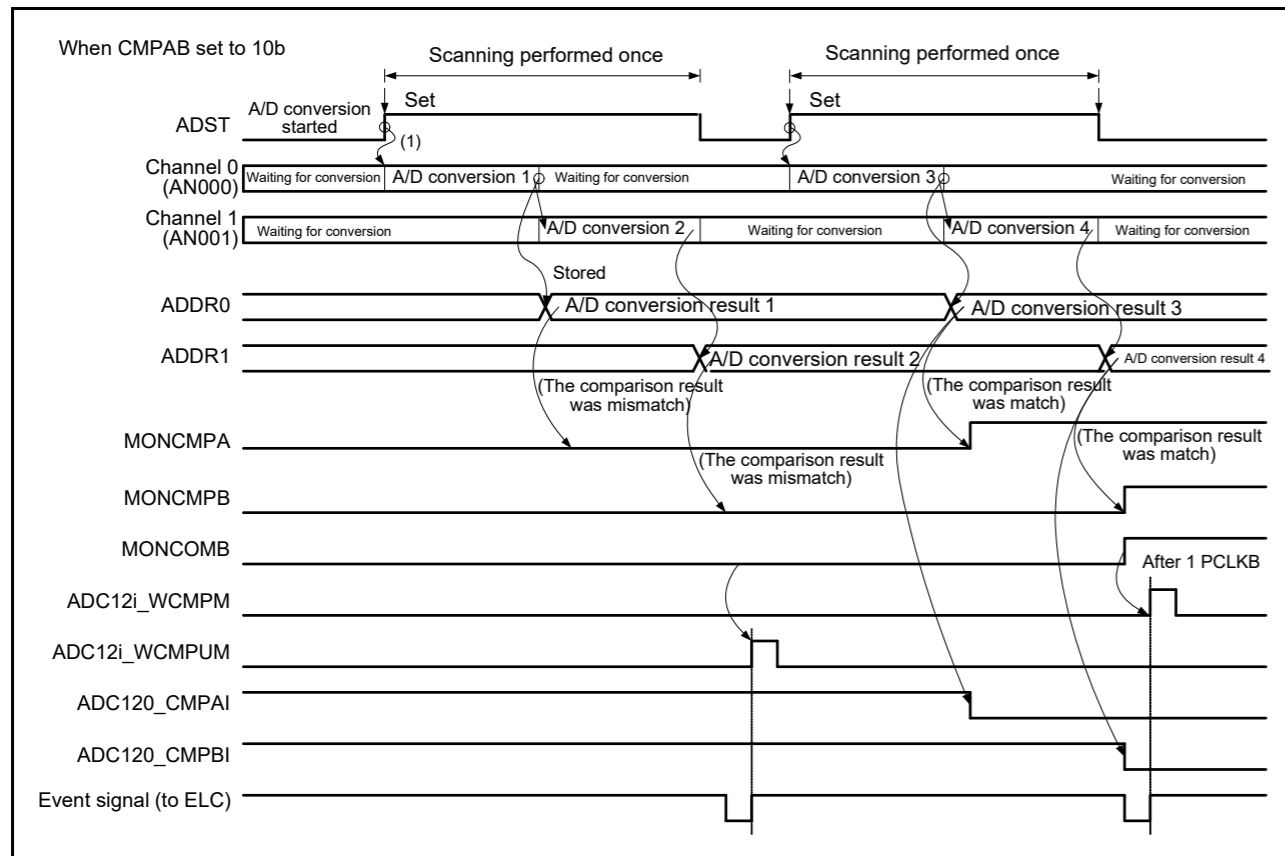 When CMPAB set to 10b
Scanning performed once
Scanning performed once
A/D conversion
started
Set
Set
ADST
(1)
Channel 0
(AN000)
Waiting for conversion
A/D conversion 1
Waiting for conversion
A/D conversion 3
Waiting for conversion
Channel 1
(AN001)
Waiting for conversion
A/D conversion 2
Waiting for conversion
A/D conversion 4
Waiting for conversion
Stored
ADDR0
A/D conversion result 1
A/D conversion result 3
ADDR1
A/D conversion result 2
A/D conversion result 4
(The comparison result
was mismatch)
(The comparison result
was match)
MONCMPA
(The comparison result
was mismatch)
(The comparison result
was match)
MONCMPB
MONCOMB
After 1 PCLKB
ADC12i_WCMPM
ADC12i_WCMPUM
ADC120_CMPAI
ADC120_CMPBI
Event signal (to ELC)